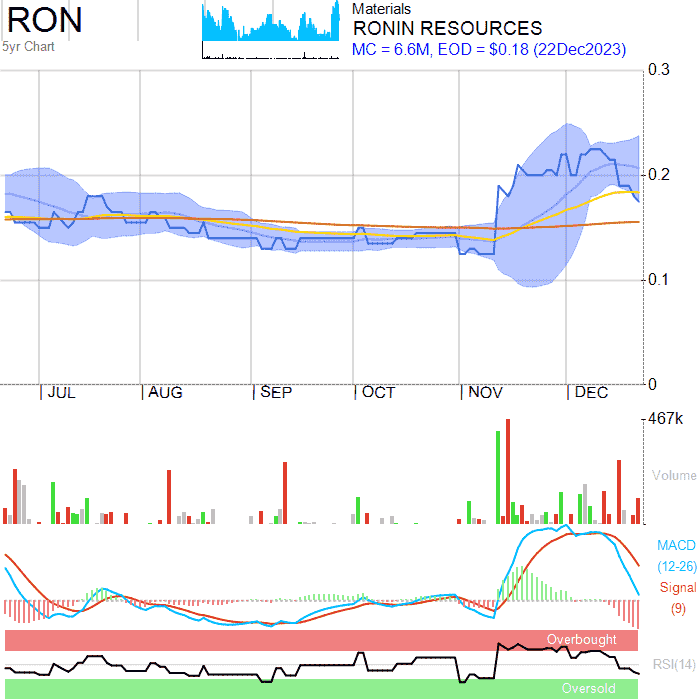 RON
5yr Chart
Materials
RONIN RESOURCES
MC = 6.6M, EOD = $0.18 (22Dec2023)
0.3
0.2
0.1
0
JUL AUG SEP OCT NOV DEC
467k
Volume
MACD
(12-26)
Signal
(9)
Overbought
RSI(14)
Oversold